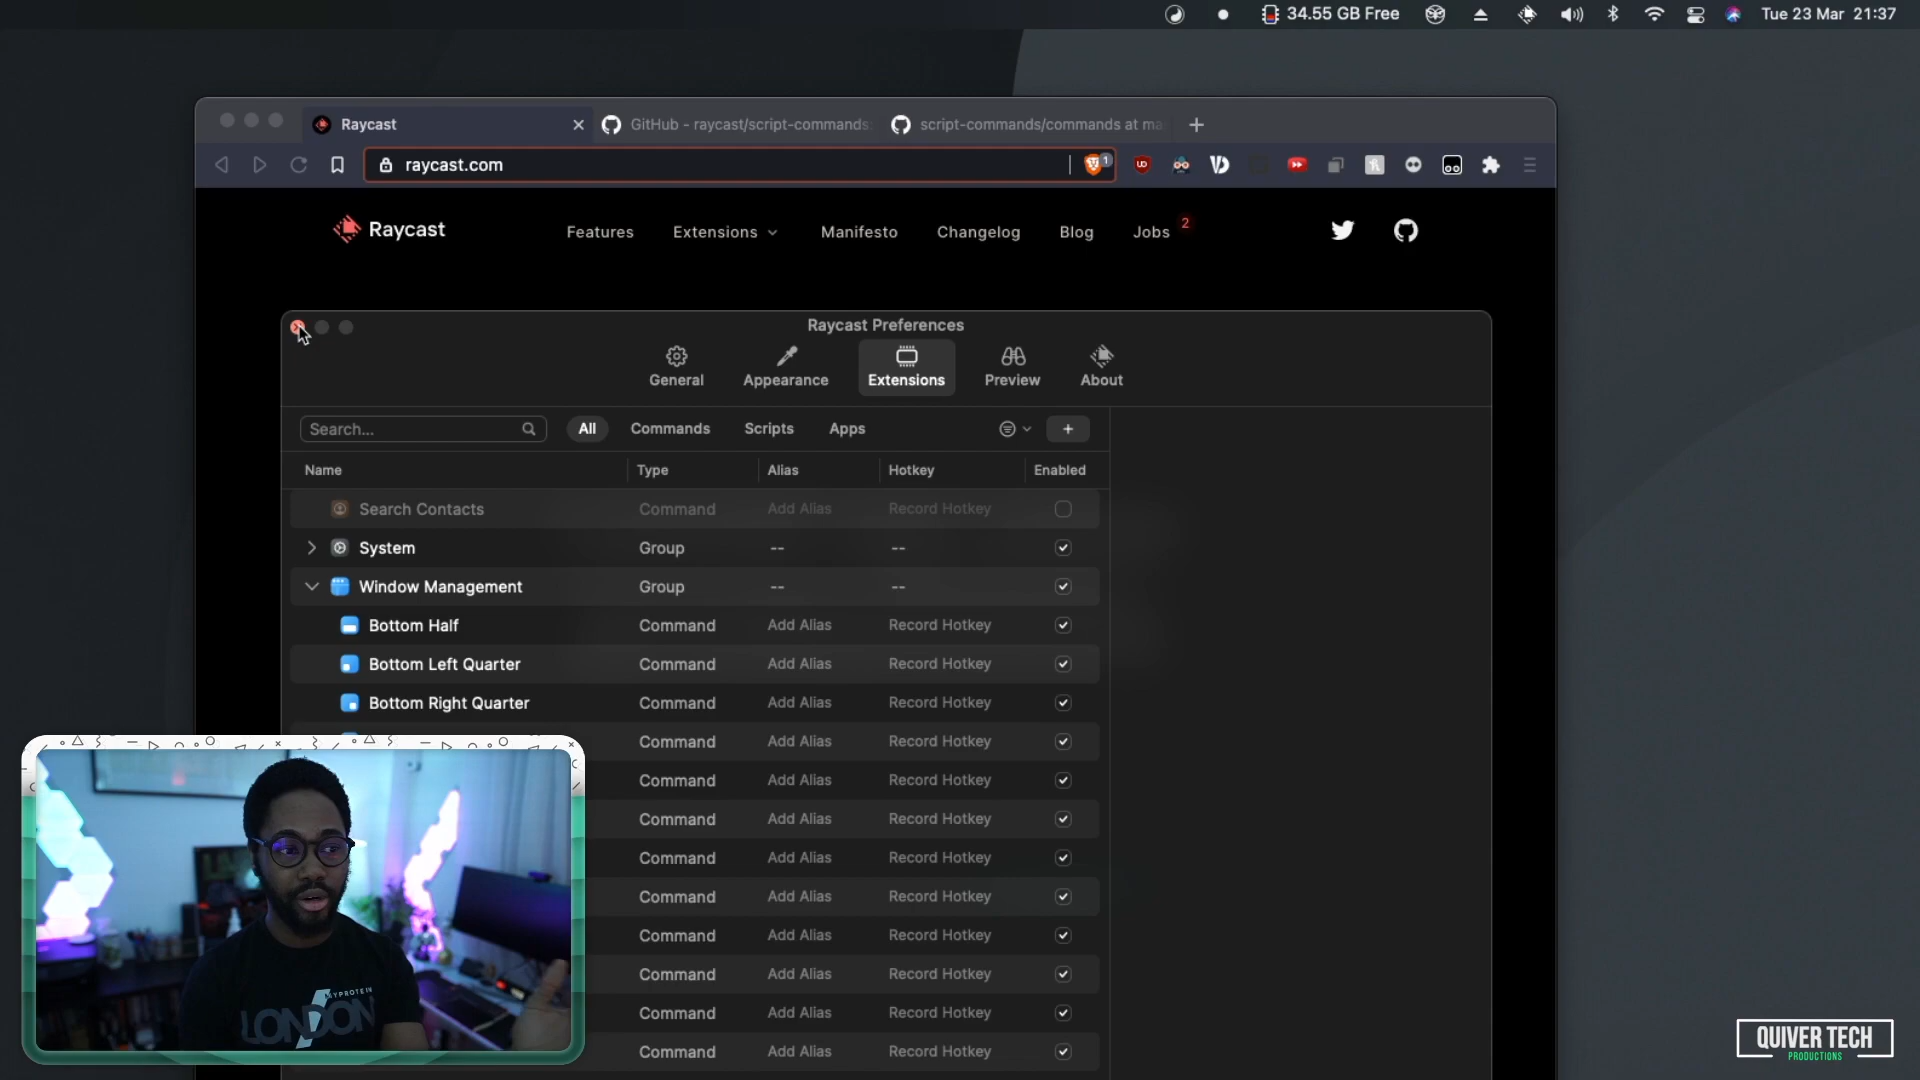 34.55 GB Free
Tue 23 Mar 21:37
Raycast
GitHub - raycast/script-commands:
script-commands/commands at ma
raycast.com
1
UD
Raycast
Features
Extensions
Manifesto
Changelog
Blog
Jobs
2
Raycast Preferences
General
Appearance
Extensions
Preview
About
Search...
All
Commands
Scripts
Apps
+
Name Type Alias Hotkey Enabled
Search Contacts Command Add Alias Record Hotkey
System Group -- --
Window Management Group -- --
Bottom Half Command Add Alias Record Hotkey
Bottom Left Quarter Command Add Alias Record Hotkey
Bottom Right Quarter Command Add Alias Record Hotkey
Command Add Alias Record Hotkey
Command Add Alias Record Hotkey
Command Add Alias Record Hotkey
Command Add Alias Record Hotkey
Command Add Alias Record Hotkey
Command Add Alias Record Hotkey
Command Add Alias Record Hotkey
Command Add Alias Record Hotkey
Command Add Alias Record Hotkey
MYPROTEIN
LONDON
QUIVER TECH
PRODUCTIONS